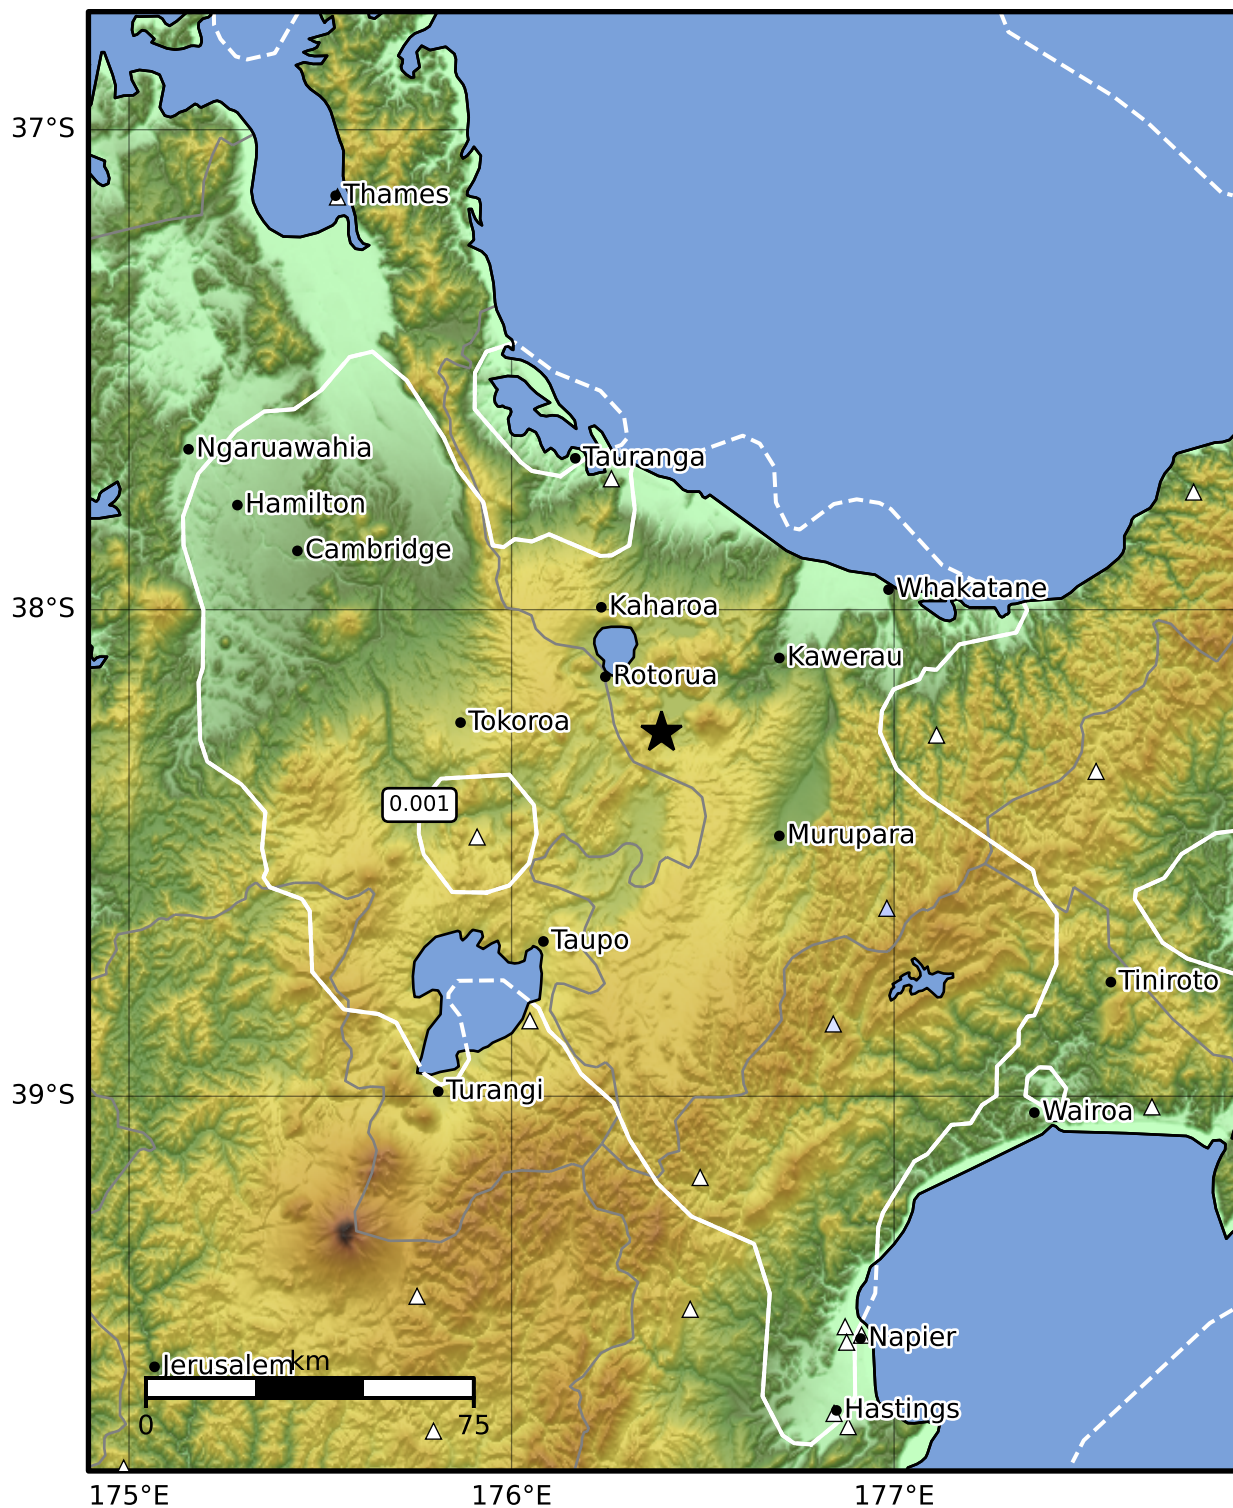 37°S
Thames
Ngaruawahia
Tauranga
Hamilton
Cambridge
Whakatane
38°S
Kaharoa
Kawerau
Rotorua
Tokoroa
0.001
Murupara
Taupo
Tiniroto
Turangi
39°S
Wairoa
Napier
Jerusalem
km
Hastings
0
75
175°E
176°E
177°E